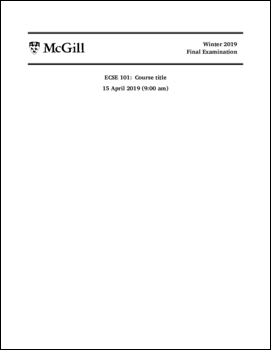 McGill
Winter 2019
Final Examination
ECSE 101: Course title
15 April 2019 (9:00 am)